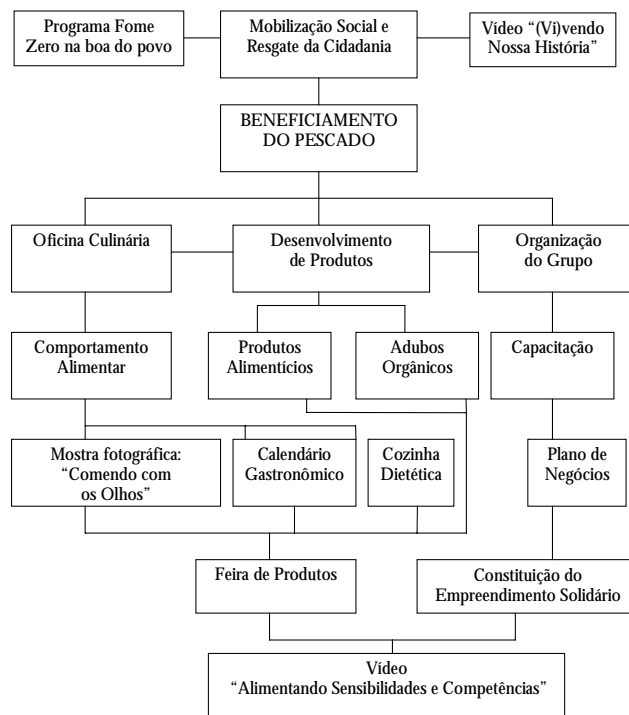 Programa Fome
Zero na boa do povo
Mobilização Social e
Resgate da Cidadania
Vídeo “(Vi)vendo
Nossa História”
BENEFICIAMENTO
DO PESCADO
Oficina Culinária
Desenvolvimento
de Produtos
Organização
do Grupo
Comportamento
Alimentar
Produtos
Alimentícios
Adubos
Orgânicos
Capacitação
Mostra fotográfica:
“Comendo com
os Olhos”
Calendário
Gastronômico
Cozinha
Dietética
Plano de
Negócios
Feira de Produtos
Constituição do
Empreendimento Solidário
Vídeo
“Alimentando Sensibilidades e Competências”